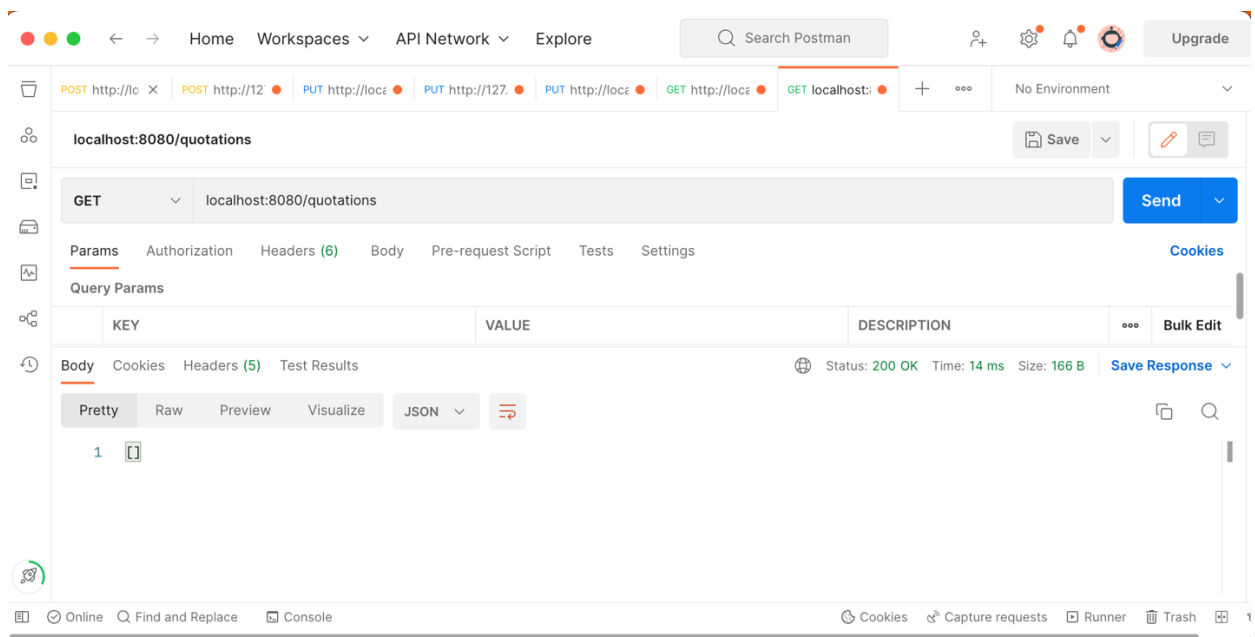 Home Workspaces API Network Explore Search Postman Upgrade
POST http://lo POST http://12 PUT http://loca PUT http://127. PUT http://loca GET http://loca GET localhost: No Environment
localhost:8080/quotations Save
GET localhost:8080/quotations Send
Params Authorization Headers (6) Body Pre-request Script Tests Settings Cookies
Query Params
KEY VALUE DESCRIPTION Bulk Edit
Body Cookies Headers (5) Test Results Status: 200 OK Time: 14 ms Size: 166 B Save Response
Pretty Raw Preview Visualize JSON
1 []
Online Find and Replace Console Cookies Capture requests Runner Trash